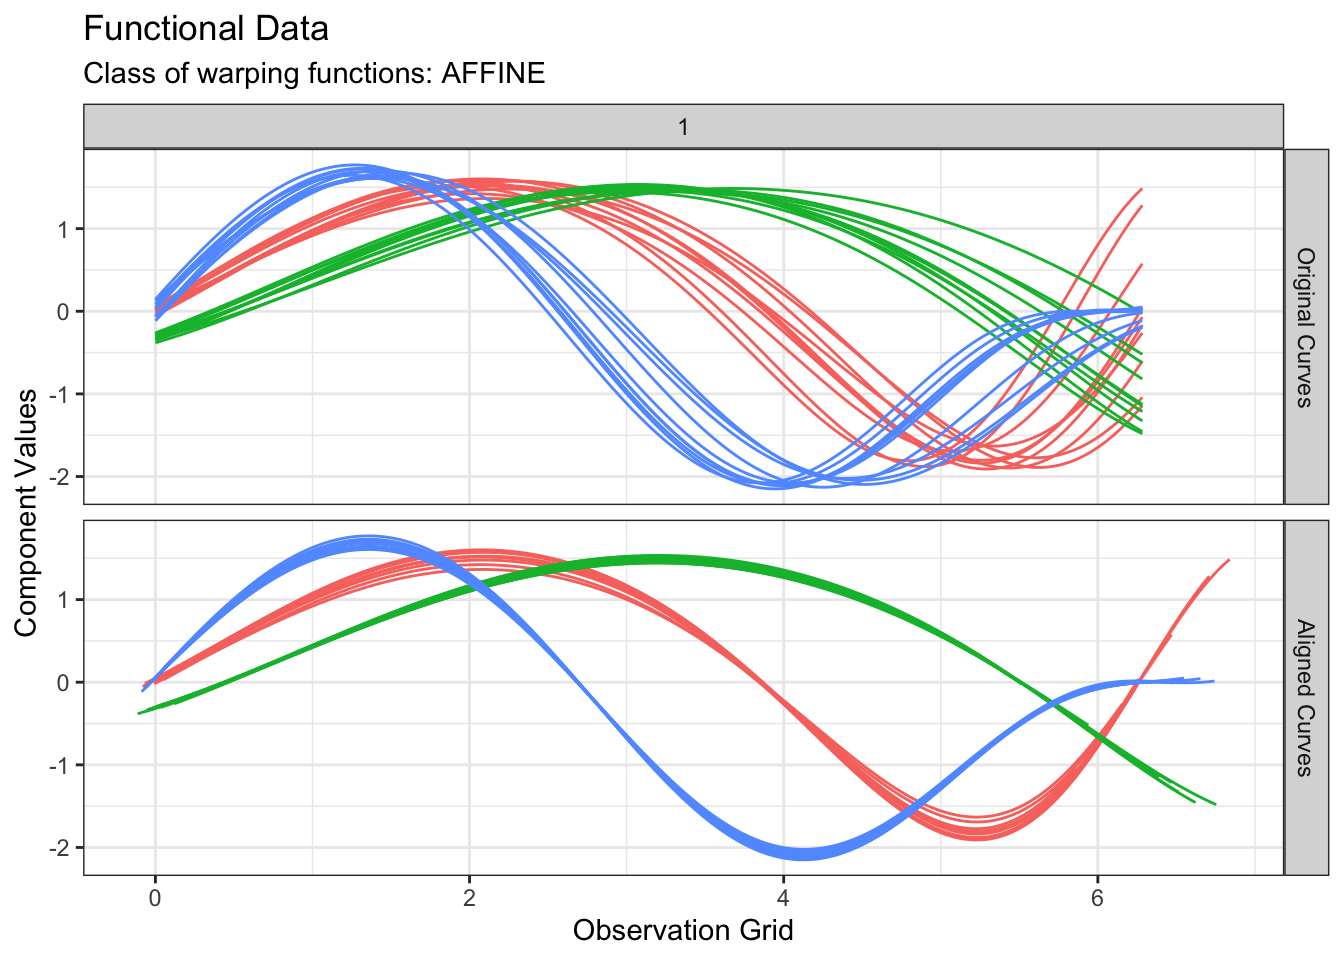 Functional Data
Class of warping functions: AFFINE
1
Original Curves
1
0
-1
-2
Component Values
Aligned Curves
1
0
-1
-2
0 2 4 6
Observation Grid